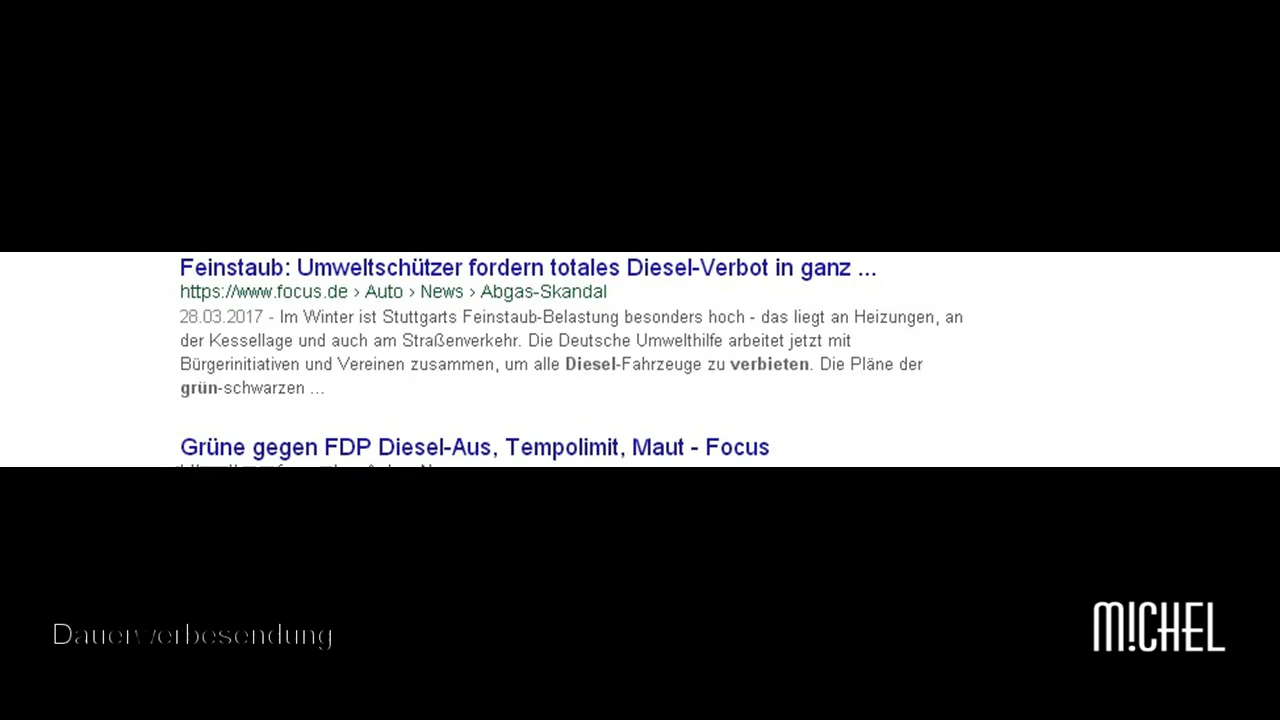 Feinstaub: Umweltschützer fordern totales Diesel-Verbot in ganz ...
https://www.focus.de › Auto › News › Abgas-Skandal
28.03.2017 - Im Winter ist Stuttgarts Feinstaub-Belastung besonders hoch - das liegt an Heizungen, an
der Kessellage und auch am Straßenverkehr. Die Deutsche Umwelthilfe arbeitet jetzt mit
Bürgerinitiativen und Vereinen zusammen, um alle Diesel-Fahrzeuge zu verbieten. Die Pläne der
grün-schwarzen ...
Grüne gegen FDP Diesel-Aus, Tempolimit, Maut - Focus
Dauerwerbesendung
M!CHEL